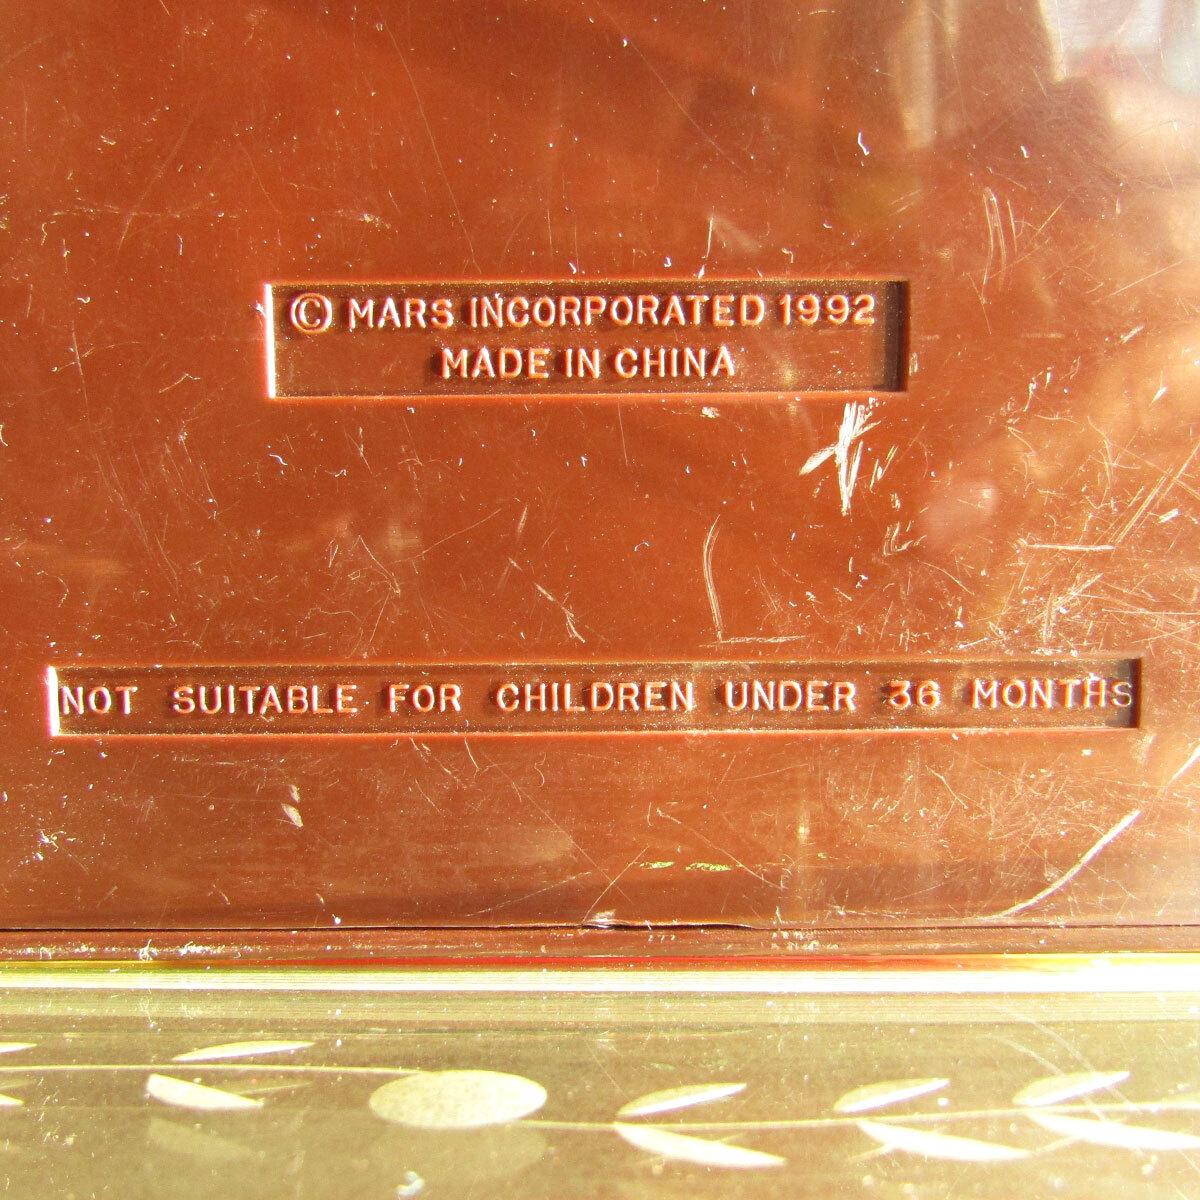 © MARS INCORPORATED 1992
MADE IN CHINA
NOT SUITABLE FOR CHILDREN UNDER 36 MONTHS